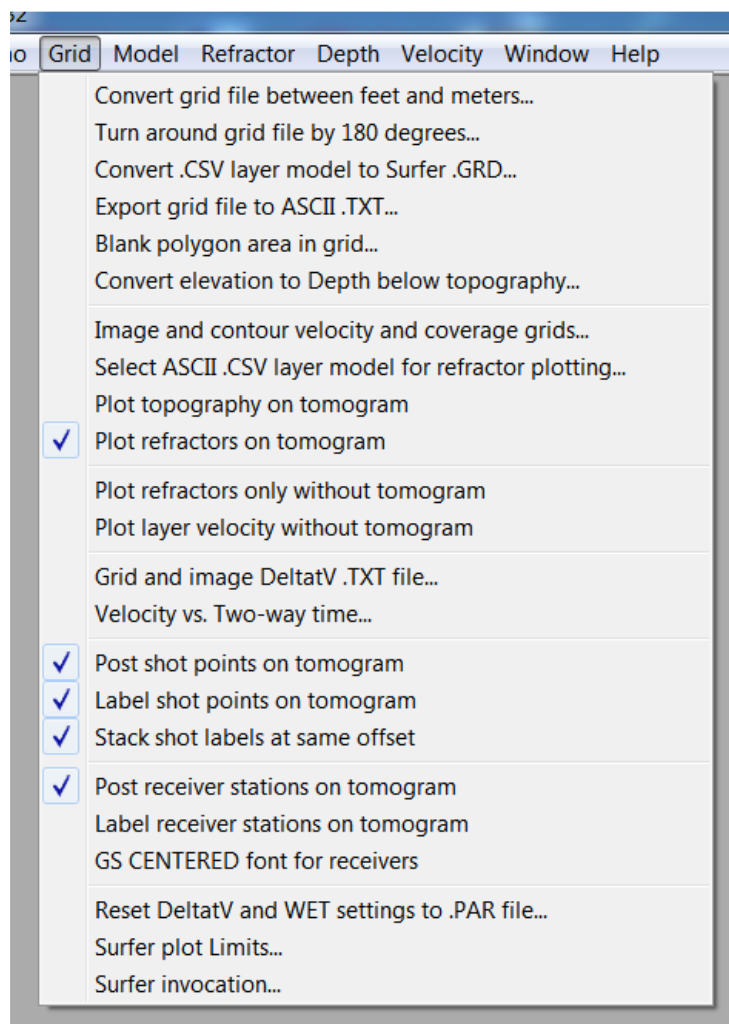 Grid Model Refractor Depth Velocity Window Help
Convert grid file between feet and meters...
Turn around grid file by 180 degrees...
Convert .CSV layer model to Surfer .GRD...
Export grid file to ASCII .TXT...
Blank polygon area in grid...
Convert elevation to Depth below topography...
Image and contour velocity and coverage grids...
Select ASCII .CSV layer model for refractor plotting...
Plot topography on tomogram
Plot refractors on tomogram
Plot refractors only without tomogram
Plot layer velocity without tomogram
Grid and image DeltatV .TXT file...
Velocity vs. Two-way time...
Post shot points on tomogram
Label shot points on tomogram
Stack shot labels at same offset
Post receiver stations on tomogram
Label receiver stations on tomogram
GS CENTERED font for receivers
Reset DeltatV and WET settings to .PAR file...
Surfer plot Limits...
Surfer invocation...